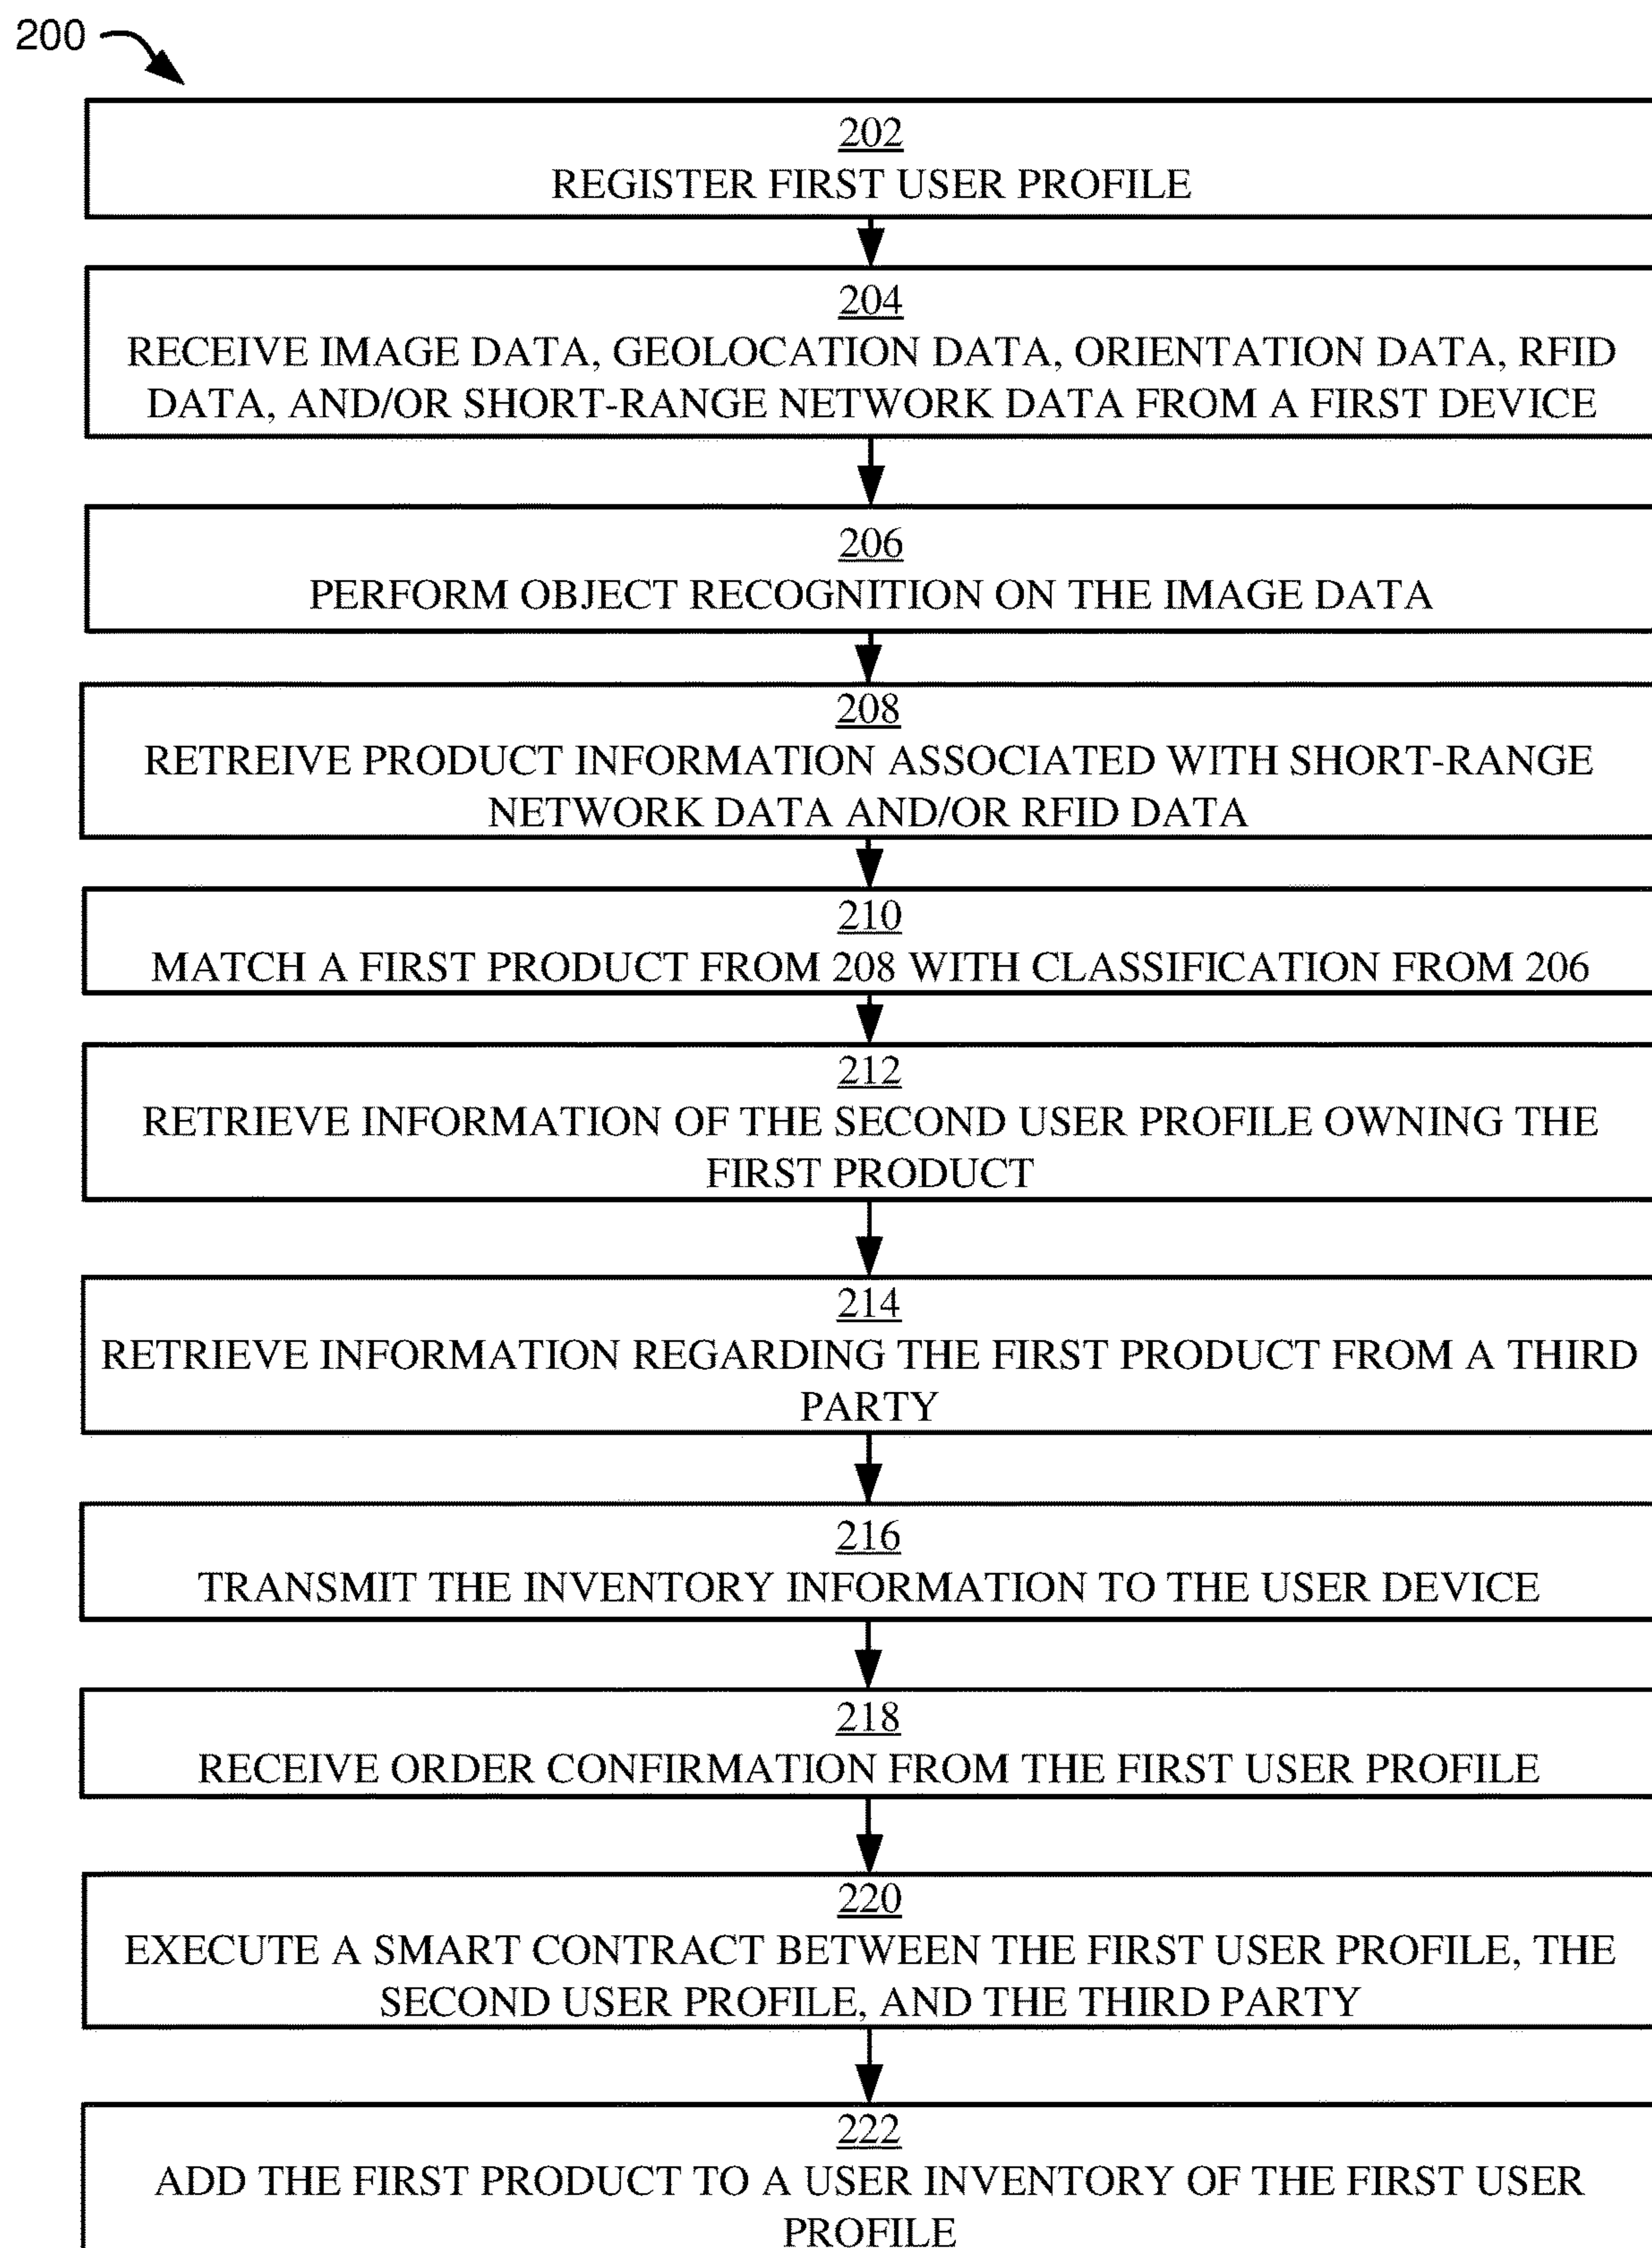 200
202
REGISTER FIRST USER PROFILE
204
RECEIVE IMAGE DATA, GEOLOCATION DATA, ORIENTATION DATA, RFID
DATA, AND/OR SHORT-RANGE NETWORK DATA FROM A FIRST DEVICE
206
PERFORM OBJECT RECOGNITION ON THE IMAGE DATA
208
RETREIVE PRODUCT INFORMATION ASSOCIATED WITH SHORT-RANGE
NETWORK DATA AND/OR RFID DATA
210
MATCH A FIRST PRODUCT FROM 208 WITH CLASSIFICATION FROM 206
212
RETRIEVE INFORMATION OF THE SECOND USER PROFILE OWNING THE
FIRST PRODUCT
214
RETRIEVE INFORMATION REGARDING THE FIRST PRODUCT FROM A THIRD
PARTY
216
TRANSMIT THE INVENTORY INFORMATION TO THE USER DEVICE
218
RECEIVE ORDER CONFIRMATION FROM THE FIRST USER PROFILE
220
EXECUTE A SMART CONTRACT BETWEEN THE FIRST USER PROFILE, THE
SECOND USER PROFILE, AND THE THIRD PARTY
222
ADD THE FIRST PRODUCT TO A USER INVENTORY OF THE FIRST USER
PROFILE